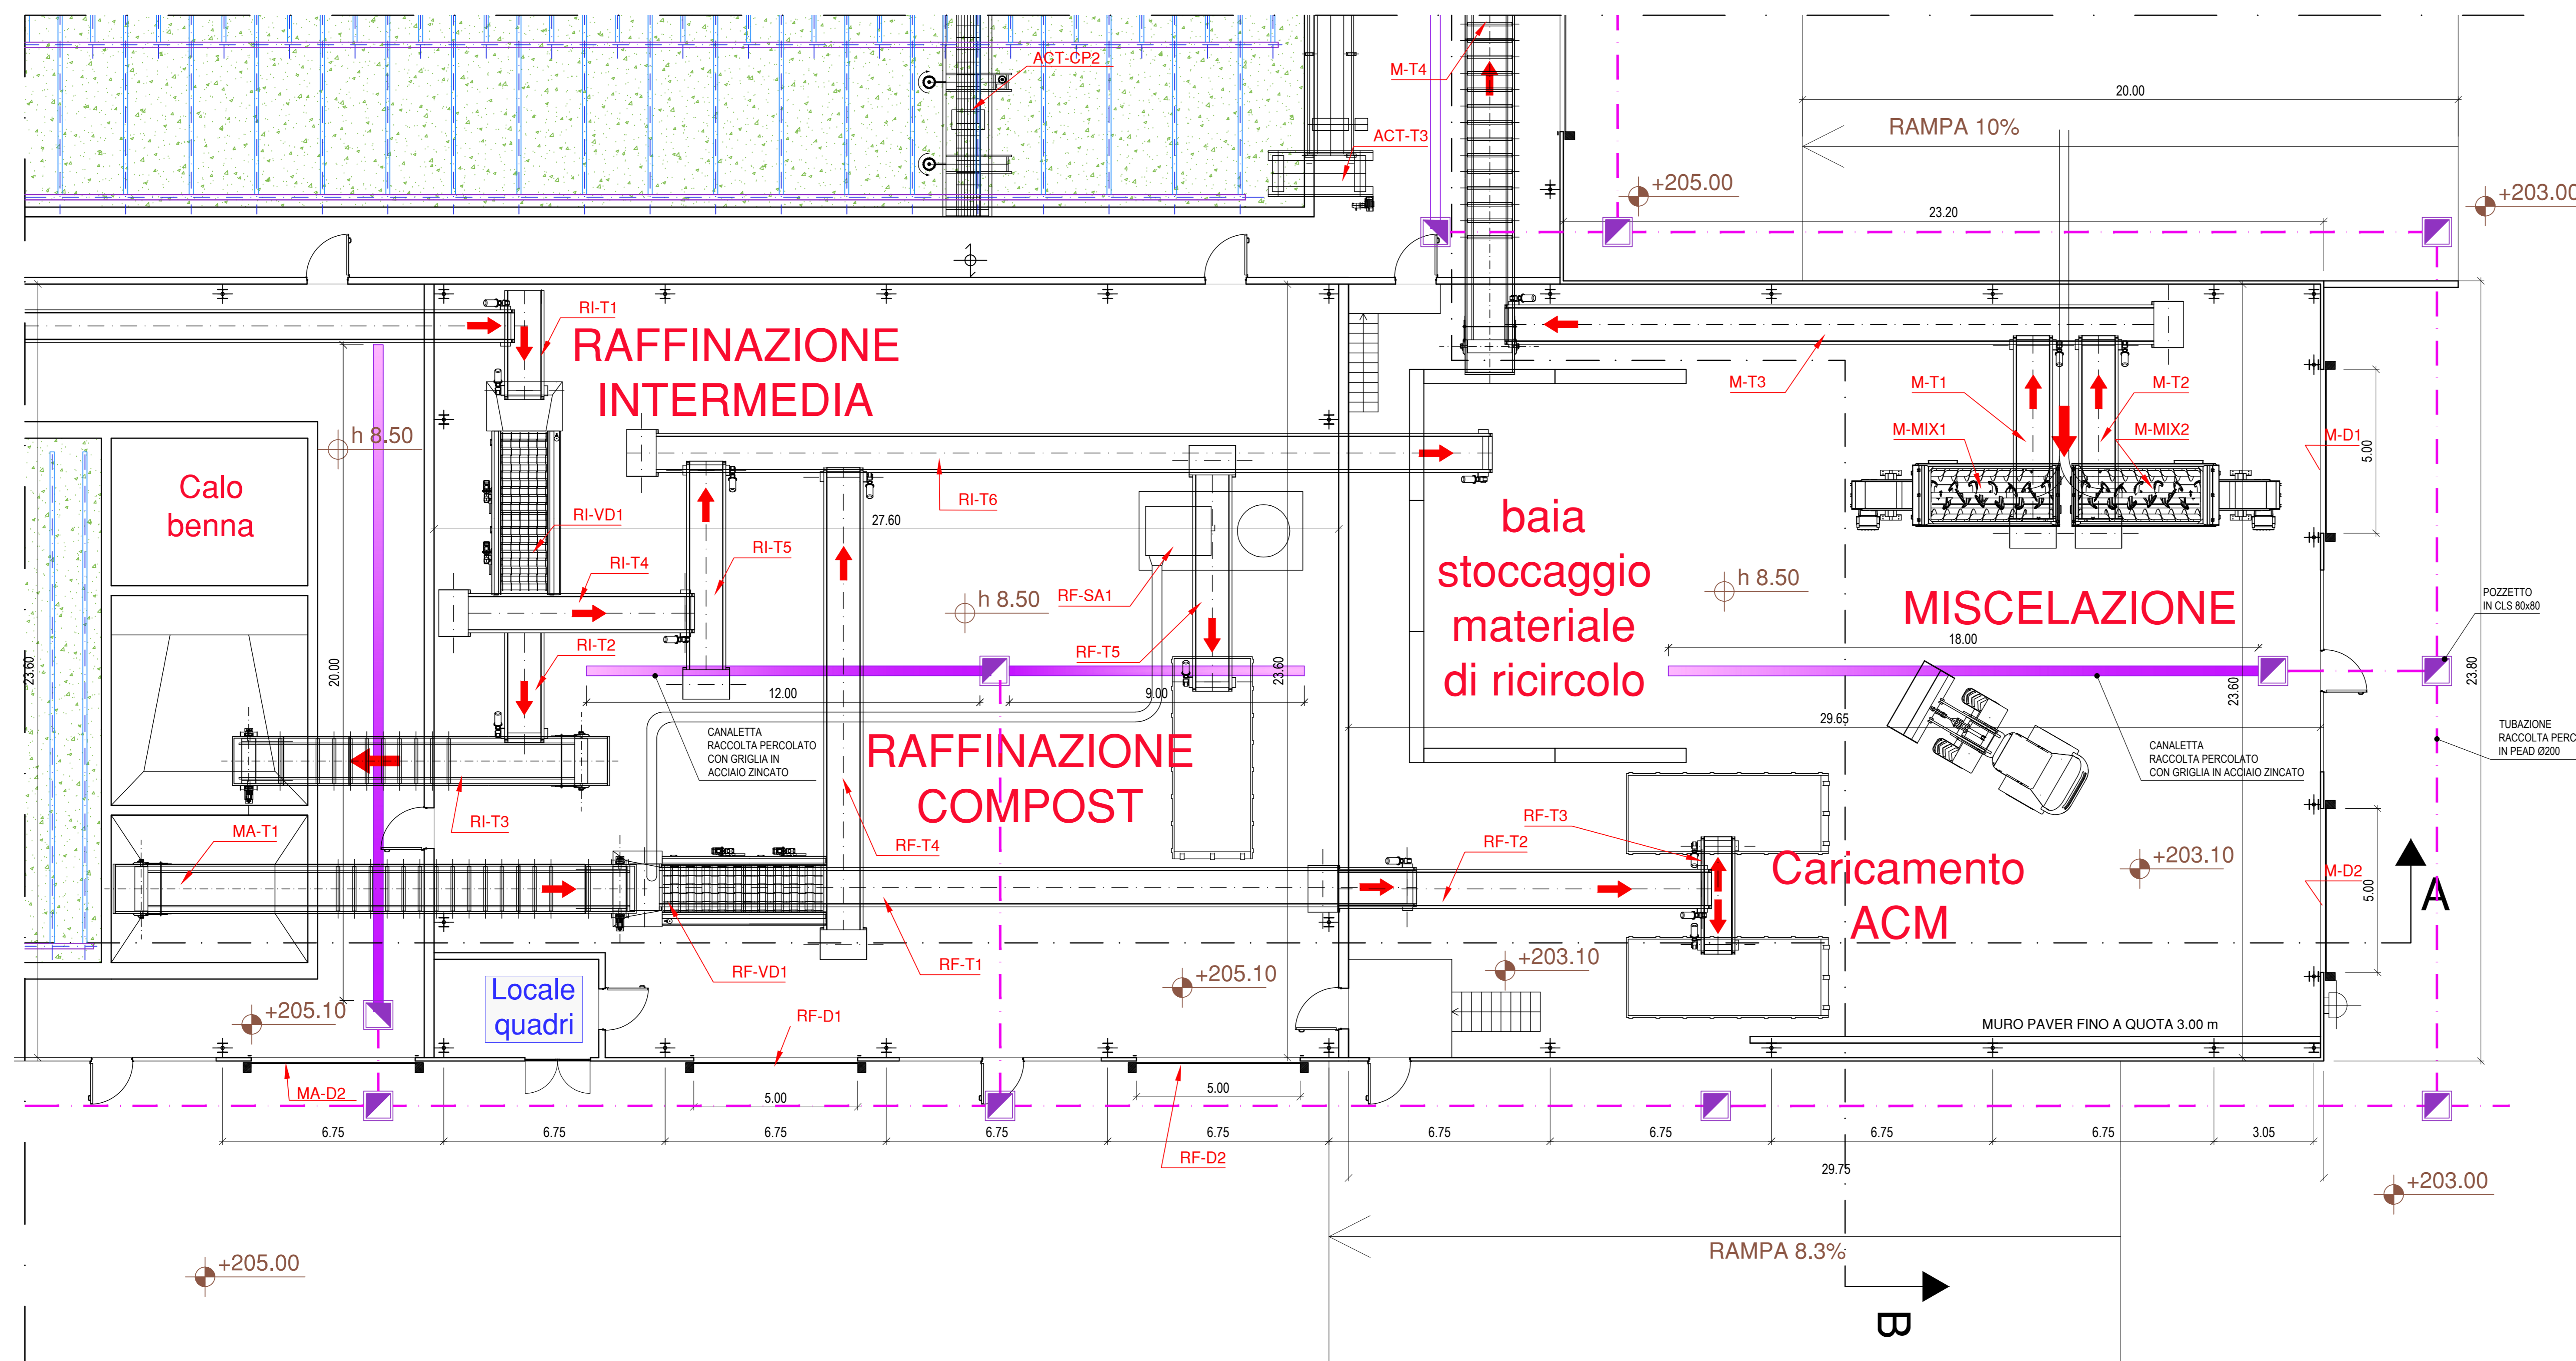 ACT-CP2
M-T4
20.00
RAMPA 10%
ACT-T3
+205.00
+203.00
23.20
RI-T1
RAFFINAZIONE
INTERMEDIA
M-T3
M-T1
M-T2
h 8.50
M-MIX1
M-MIX2
M-D1
5.00
Calo
benna
RI-T6
RI-VD1
27.60
baia
stoccaggio
materiale
di ricircolo
RI-T5
RI-T4
h 8.50
RF-SA1
h 8.50
MISCELAZIONE
POZZETTO
IN CLS 80x80
RI-T2
RF-T5
18.00
23.60
20.00
12.00
9.00
23.60
23.60
23.80
29.65
CANALETTA
RACCOLTA PERCOLATO
CON GRIGLIA IN
ACCIAIO ZINCATO
RAFFINAZIONE
COMPOST
CANALETTA
RACCOLTA PERCOLATO
CON GRIGLIA IN ACCIAIO ZINCATO
TUBAZIONE
RACCOLTA PERC
IN PEAD Ø200
RI-T3
MA-T1
RF-T4
RF-T3
RF-T2
Caricamento
ACM
+203.10
M-D2
5.00
A
RF-VD1
RF-T1
+205.10
+203.10
Locale
quadri
+205.10
RF-D1
MURO PAVER FINO A QUOTA 3.00 m
MA-D2
5.00
5.00
6.75
6.75
6.75
6.75
6.75
6.75
6.75
6.75
6.75
3.05
RF-D2
29.75
+203.00
RAMPA 8.3%
+205.00
B